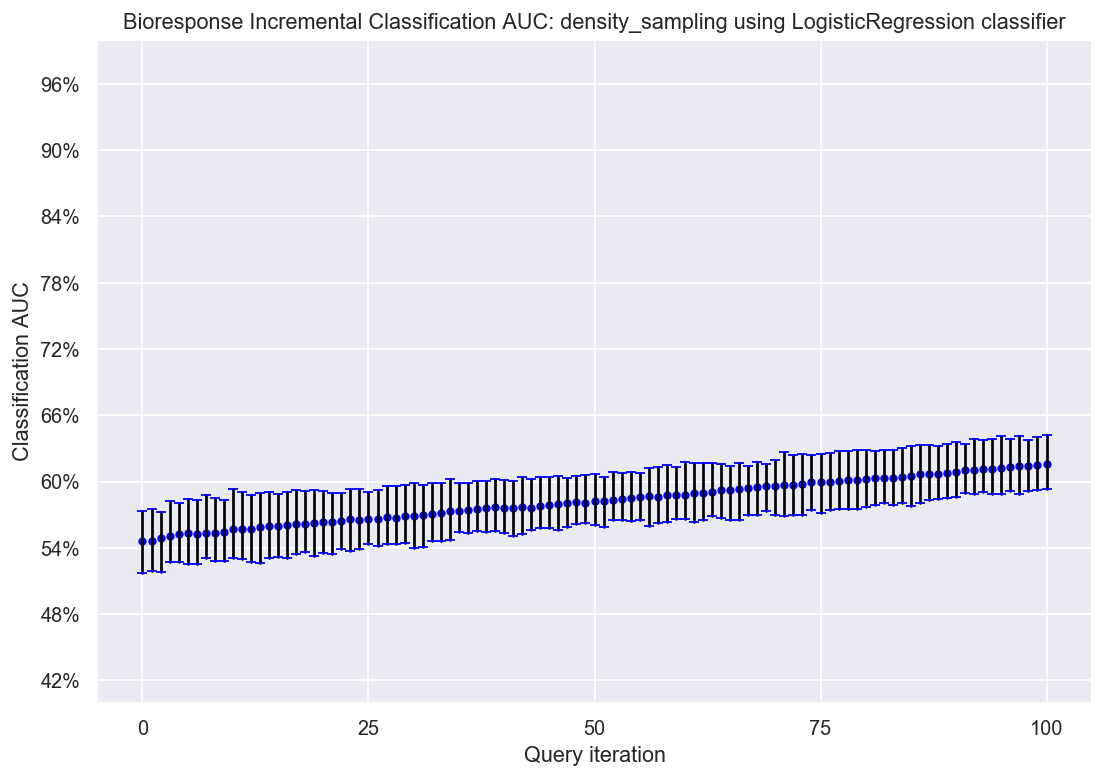 Bioresponse Incremental Classification AUC: density_sampling using LogisticRegression classifier
96%
90%
84%
78%
72%
66%
60%
54%
48%
42%
Classification AUC
0 25 50 75 100
Query iteration